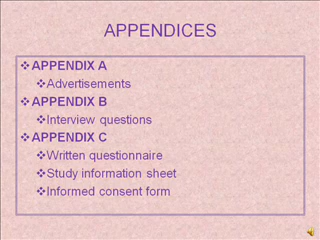 APPENDICES
❖APPENDIX A
❖Advertisements
❖APPENDIX B
❖Interview questions
❖APPENDIX C
❖Written questionnaire
❖Study information sheet
❖Informed consent form